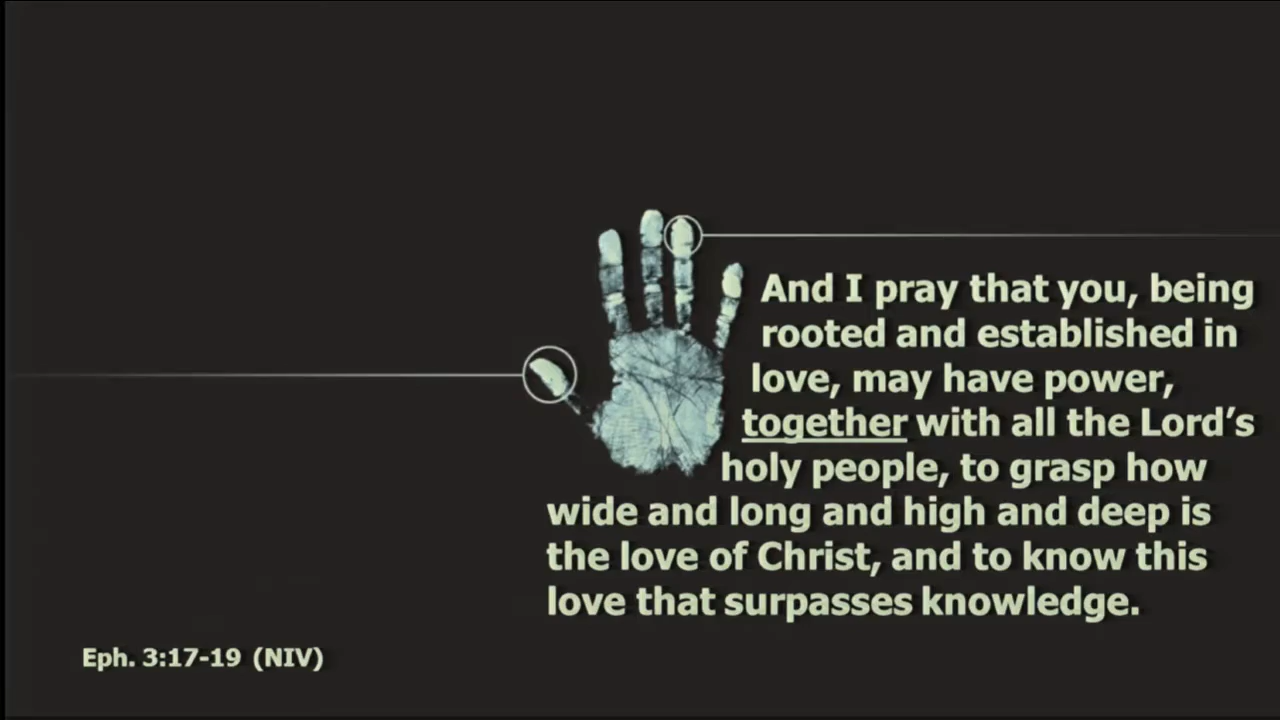 And I pray that you, being
rooted and established in
love, may have power,
together with all the Lord’s
holy people, to grasp how
wide and long and high and deep is
the love of Christ, and to know this
love that surpasses knowledge.
Eph. 3:17-19 (NIV)